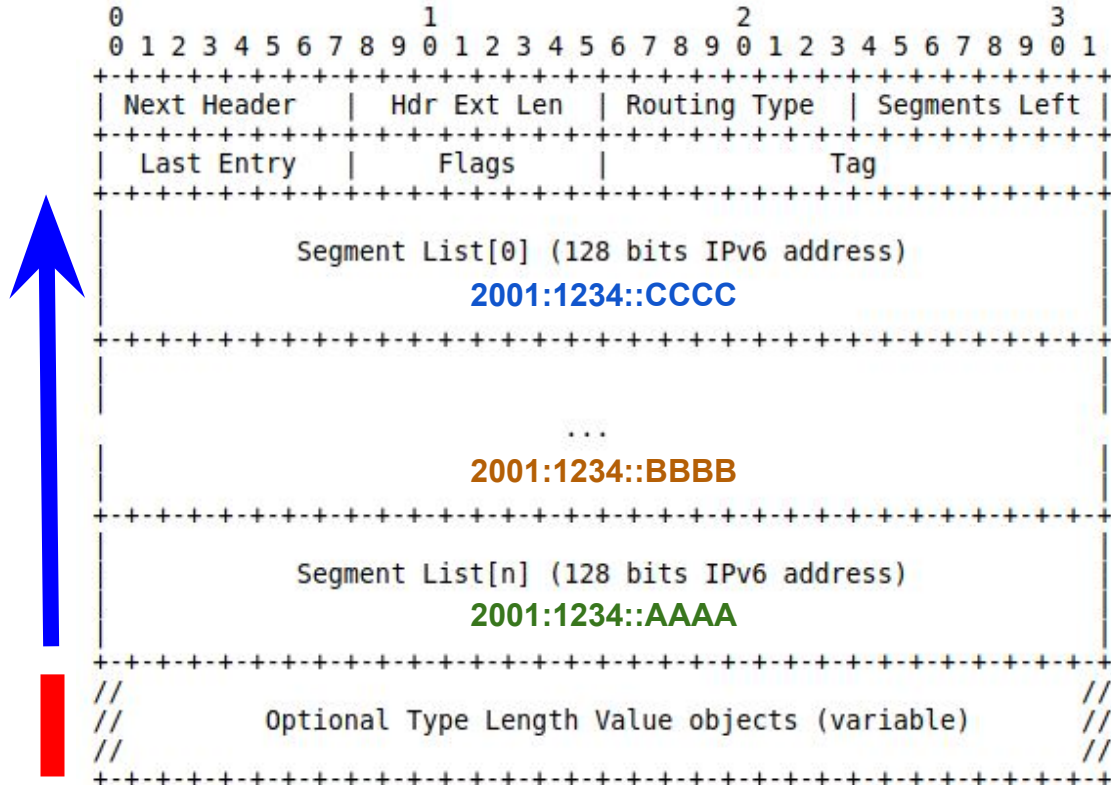 0 1 2 3
0 1 2 3 4 5 6 7 8 9 0 1 2 3 4 5 6 7 8 9 0 1 2 3 4 5 6 7 8 9 0 1
+-+-+-+-+-+-+-+-+-+-+-+-+-+-+-+-+-+-+-+-+-+-+-+-+-+-+-+-+-+-+-+-+
| Next Header | Hdr Ext Len | Routing Type | Segments Left |
+-+-+-+-+-+-+-+-+-+-+-+-+-+-+-+-+-+-+-+-+-+-+-+-+-+-+-+-+-+-+-+-+
| Last Entry | Flags | Tag |
+-+-+-+-+-+-+-+-+-+-+-+-+-+-+-+-+-+-+-+-+-+-+-+-+-+-+-+-+-+-+-+-+
Segment List[0] (128 bits IPv6 address)
2001:1234::CCCC
+-+-+-+-+-+-+-+-+-+-+-+-+-+-+-+-+-+-+-+-+-+-+-+-+-+-+-+-+-+-+-+-+
...
2001:1234::BBBB
+-+-+-+-+-+-+-+-+-+-+-+-+-+-+-+-+-+-+-+-+-+-+-+-+-+-+-+-+-+-+-+-+
Segment List[n] (128 bits IPv6 address)
2001:1234::AAAA
+-+-+-+-+-+-+-+-+-+-+-+-+-+-+-+-+-+-+-+-+-+-+-+-+-+-+-+-+-+-+-+-+
// //
// Optional Type Length Value objects (variable) //
// //
+-+-+-+-+-+-+-+-+-+-+-+-+-+-+-+-+-+-+-+-+-+-+-+-+-+-+-+-+-+-+-+-+